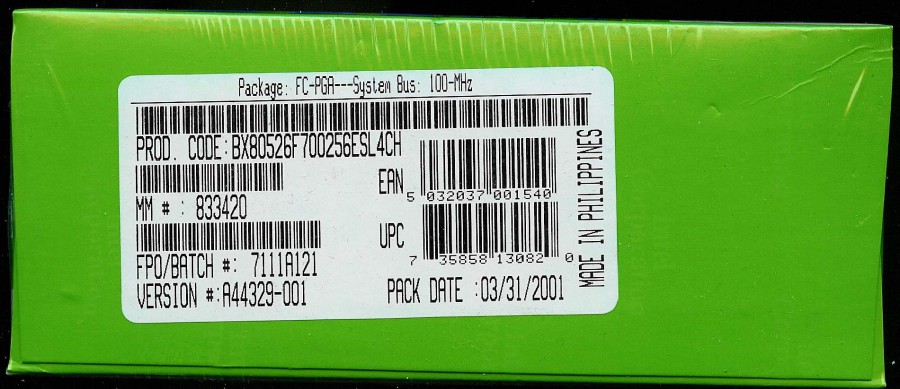 Package: FC-PGA---System Bus: 100-MHz
PROD. CODE:BX80526F700256ESL4CH
EAN 5 032037 001540
MM # : 833420
UPC 7 35858 13082 0
FPO/BATCH #: 7111A121
VERSION #:A44329-001
PACK DATE :03/31/2001
MADE IN PHILIPPINES